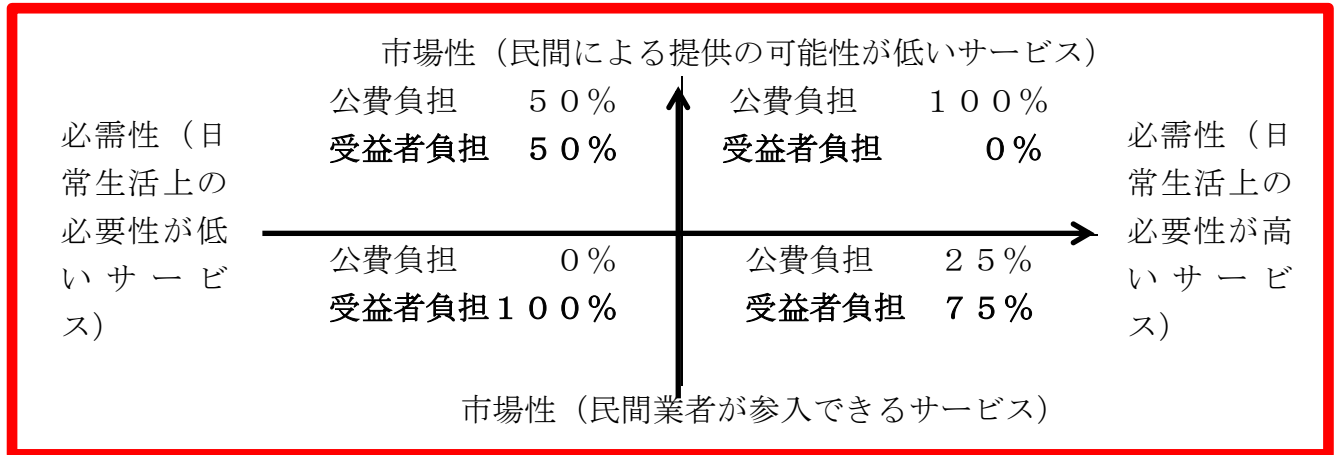 市場性（民間による提供の可能性が低いサービス）
必需性（日
常生活上の
必要性が低
いサービ
ス）
公費負担　５０％
受益者負担　５０％
公費負担　１００％
受益者負担　０％
公費負担　０％
受益者負担１００％
公費負担　２５％
受益者負担　７５％
必需性（日
常生活上の
必要性が高
いサービ
ス）
市場性（民間業者が参入できるサービス）